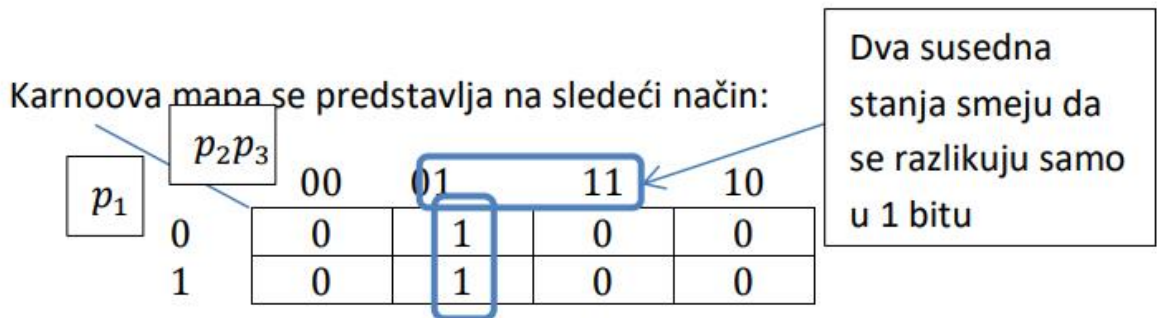 Karnoova mapa se predstavlja na sledeći način:
Dva susedna
stanja smeju da
se razlikuju samo
u 1 bitu
p₂p₃
p₁
00 01 11 10
0 0 1 0 0
1 0 1 0 0